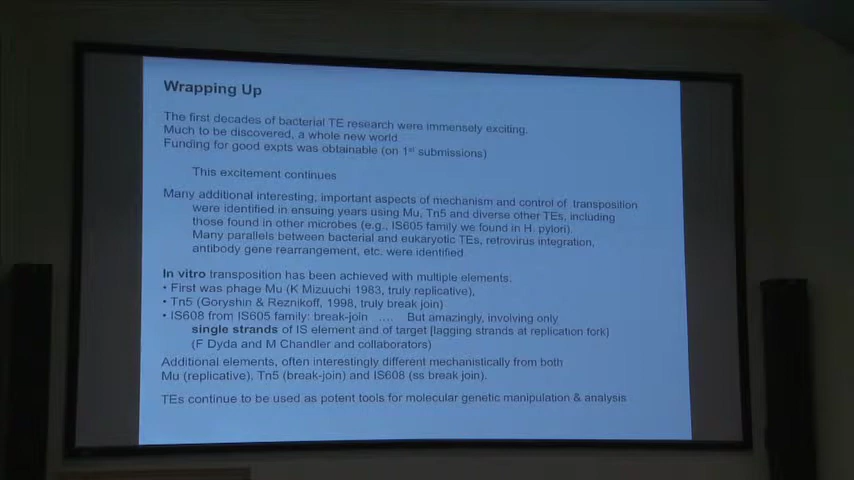 Wrapping Up
The first decades of bacterial TE research were immensely exciting.
Much to be discovered, a whole new world
Funding for good expts was obtainable (on 1st submissions)
This excitement continues
Many additional interesting, important aspects of mechanism and control of transposition
were identified in ensuing years using Mu, Tn5 and diverse other TEs, including
those found in other microbes (e.g., IS605 family we found in H. pylori).
Many parallels between bacterial and eukaryotic TEs, retrovirus integration,
antibody gene rearrangement, etc. were identified
In vitro transposition has been achieved with multiple elements.
• First was phage Mu (K Mizuuchi 1983, truly replicative),
• Tn5 (Goryshin & Reznikoff, 1998, truly break join)
• IS608 from IS605 family: break-join .... But amazingly, involving only
single strands of IS element and of target [lagging strands at replication fork)
(F Dyda and M Chandler and collaborators)
Additional elements, often interestingly different mechanistically from both
Mu (replicative), Tn5 (break-join) and IS608 (ss break join).
TEs continue to be used as potent tools for molecular genetic manipulation & analysis